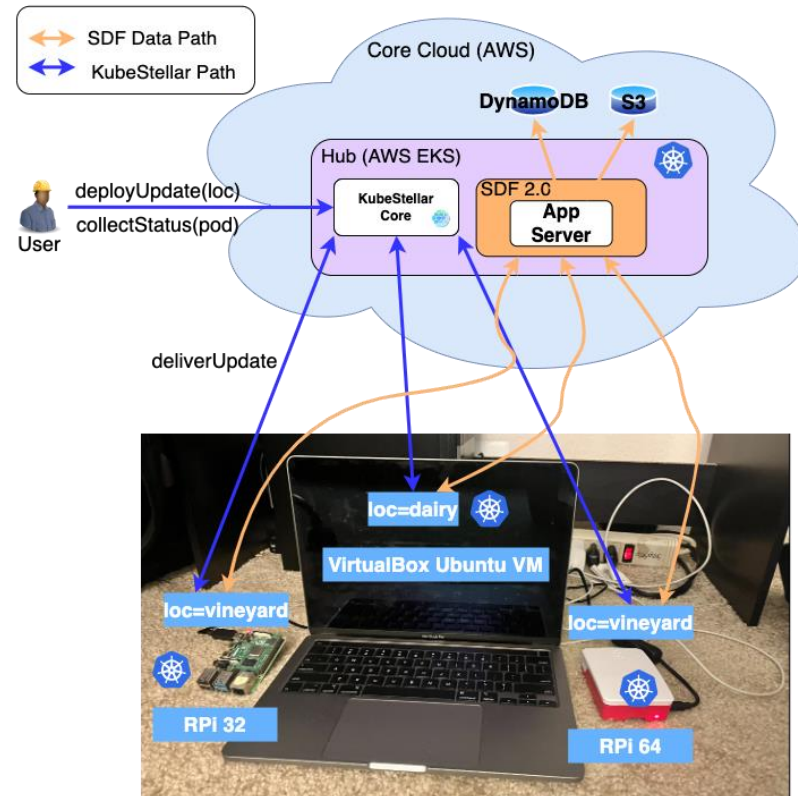 SDF Data Path
KubeStellar Path
Core Cloud (AWS)
DynamoDB
S3
Hub (AWS EKS)
deployUpdate(loc)
collectStatus(pod)
User
KubeStellar
Core
SDF 2.0
App
Server
deliverUpdate
loc=dairy
VirtualBox Ubuntu VM
loc=vineyard
loc=vineyard
RPi 32
RPi 64